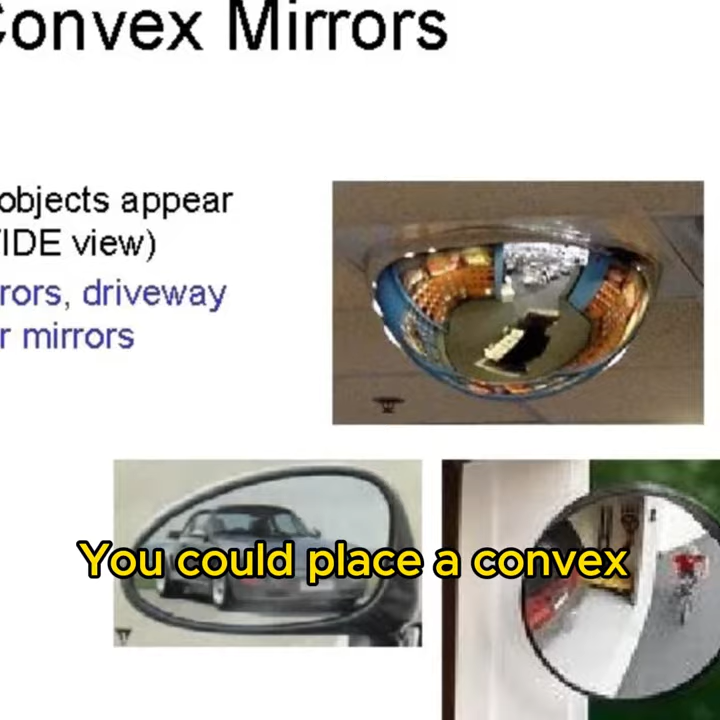 Convex Mirrors
objects appear
IDE view)
rors, driveway
r mirrors
You could place a convex